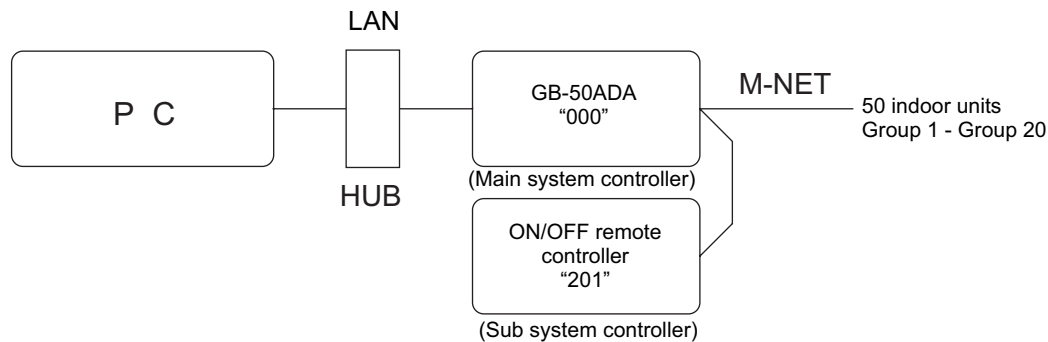 LAN
P C
HUB
GB-50ADA
“000”
(Main system controller)
M-NET
50 indoor units
Group 1 - Group 20
ON/OFF remote
controller
“201”
(Sub system controller)